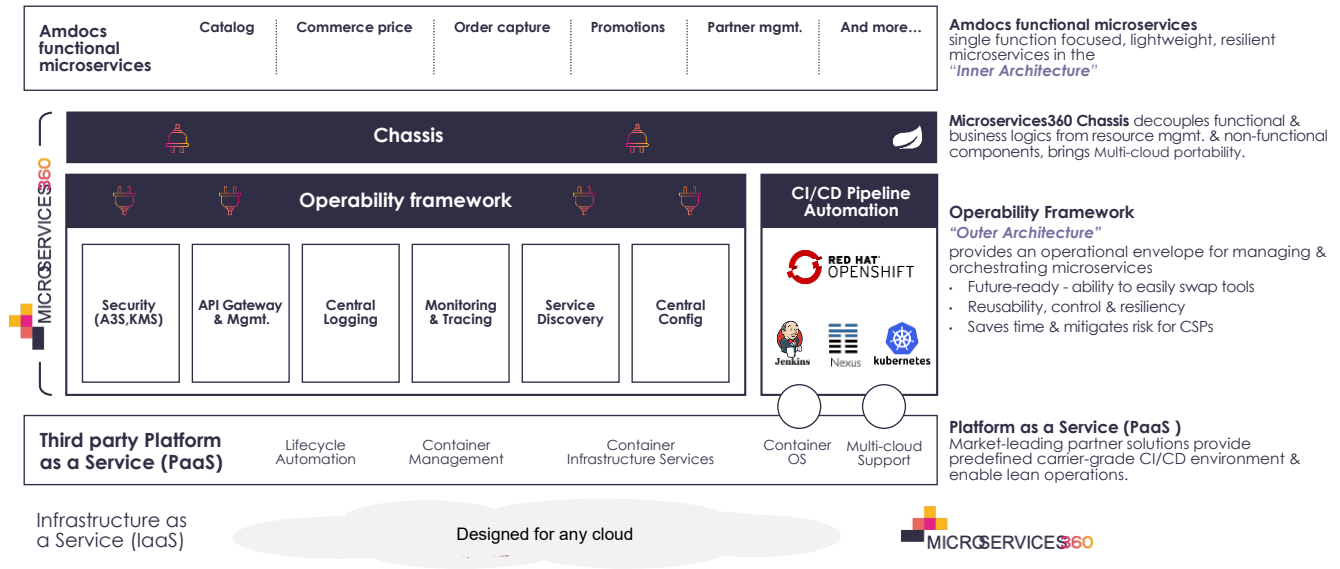 Amdocs
functional
microservices
Catalog
Commerce price
Order capture
Promotions
Partner mgmt.
And more...
Amdocs functional microservices
single function focused, lightweight, resilient
microservices in the
“Inner Architecture”
MICROSERVICES360
Chassis
Microservices360 Chassis decouples functional &
business logics from resource mgmt. & non-functional
components, brings Multi-cloud portability.
Operability framework
Security
(A3S,KMS)
API Gateway
& Mgmt.
Central
Logging
Monitoring
& Tracing
Service
Discovery
Central
Config
CI/CD Pipeline
Automation
RED HAT
OPENSHIFT
Jenkins
Nexus
kubernetes
Operability Framework
“Outer Architecture”
provides an operational envelope for managing &
orchestrating microservices
• Future-ready - ability to easily swap tools
• Reusability, control & resiliency
• Saves time & mitigates risk for CSPs
Third party Platform
as a Service (PaaS)
Lifecycle
Automation
Container
Management
Container
Infrastructure Services
Container
OS
Multi-cloud
Support
Platform as a Service (PaaS )
Market-leading partner solutions provide
predefined carrier-grade CI/CD environment &
enable lean operations.
Infrastructure as
a Service (IaaS)
Designed for any cloud
MICROSERVICES360